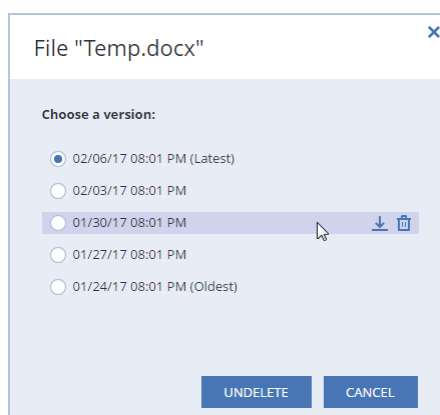 File "Temp.docx"
Choose a version:
02/06/17 08:01 PM (Latest)
02/03/17 08:01 PM
01/30/17 08:01 PM
01/27/17 08:01 PM
01/24/17 08:01 PM (Oldest)
UNDELETE CANCEL